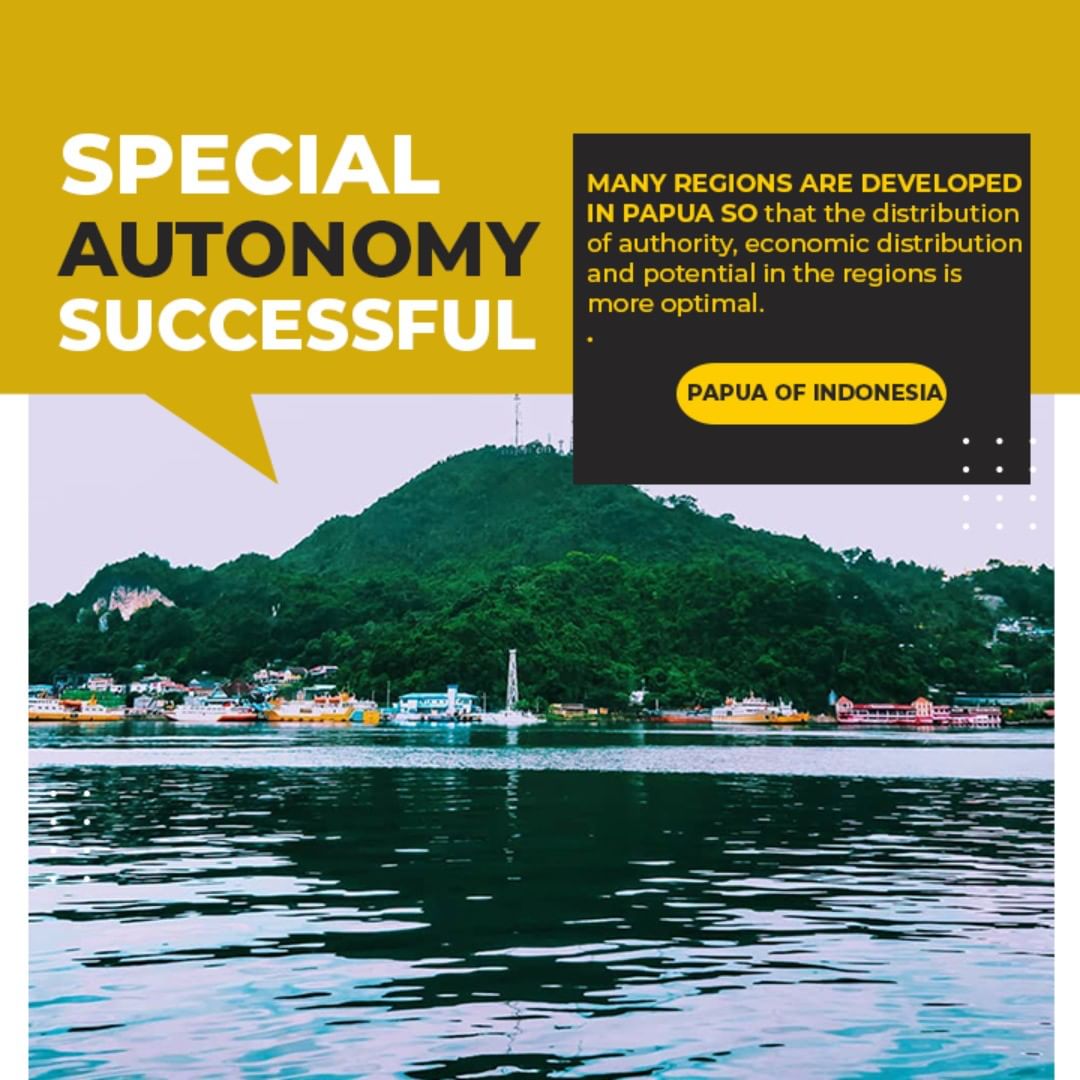 SPECIAL
AUTONOMY
SUCCESSFUL
MANY REGIONS ARE DEVELOPED
IN PAPUA SO that the distribution
of authority, economic distribution
and potential in the regions is
more optimal.
.
PAPUA OF INDONESIA